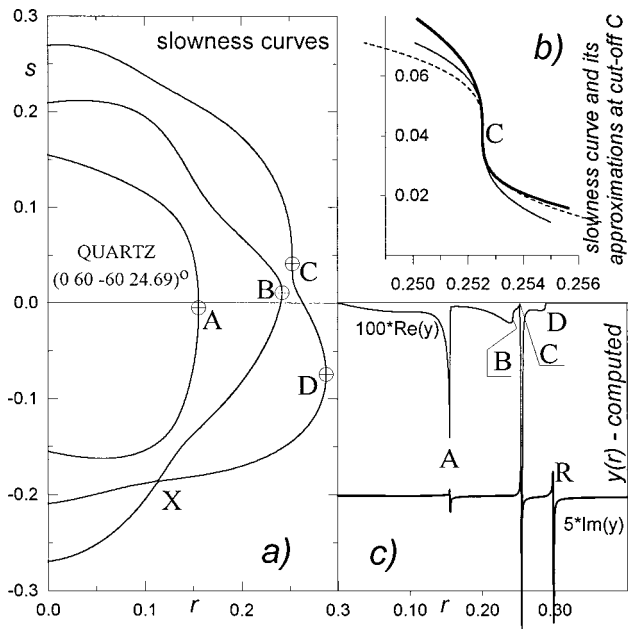 0.3
s
slowness curves
0.2
0.1
QUARTZ
(0 60 -60 24.69)°
0.0
A
B
C
D
-0.1
-0.2
X
-0.3
a)
0.0
0.1
r
0.2
0.3
b)
0.06
0.04
0.02
C
0.250
0.252
0.254
0.256
slowness curve and its
approximations at cut-off C
100*Re(y)
A
B
C
D
R
5*Im(y)
c)
y(r) - computed
0.10
r
0.20
0.30